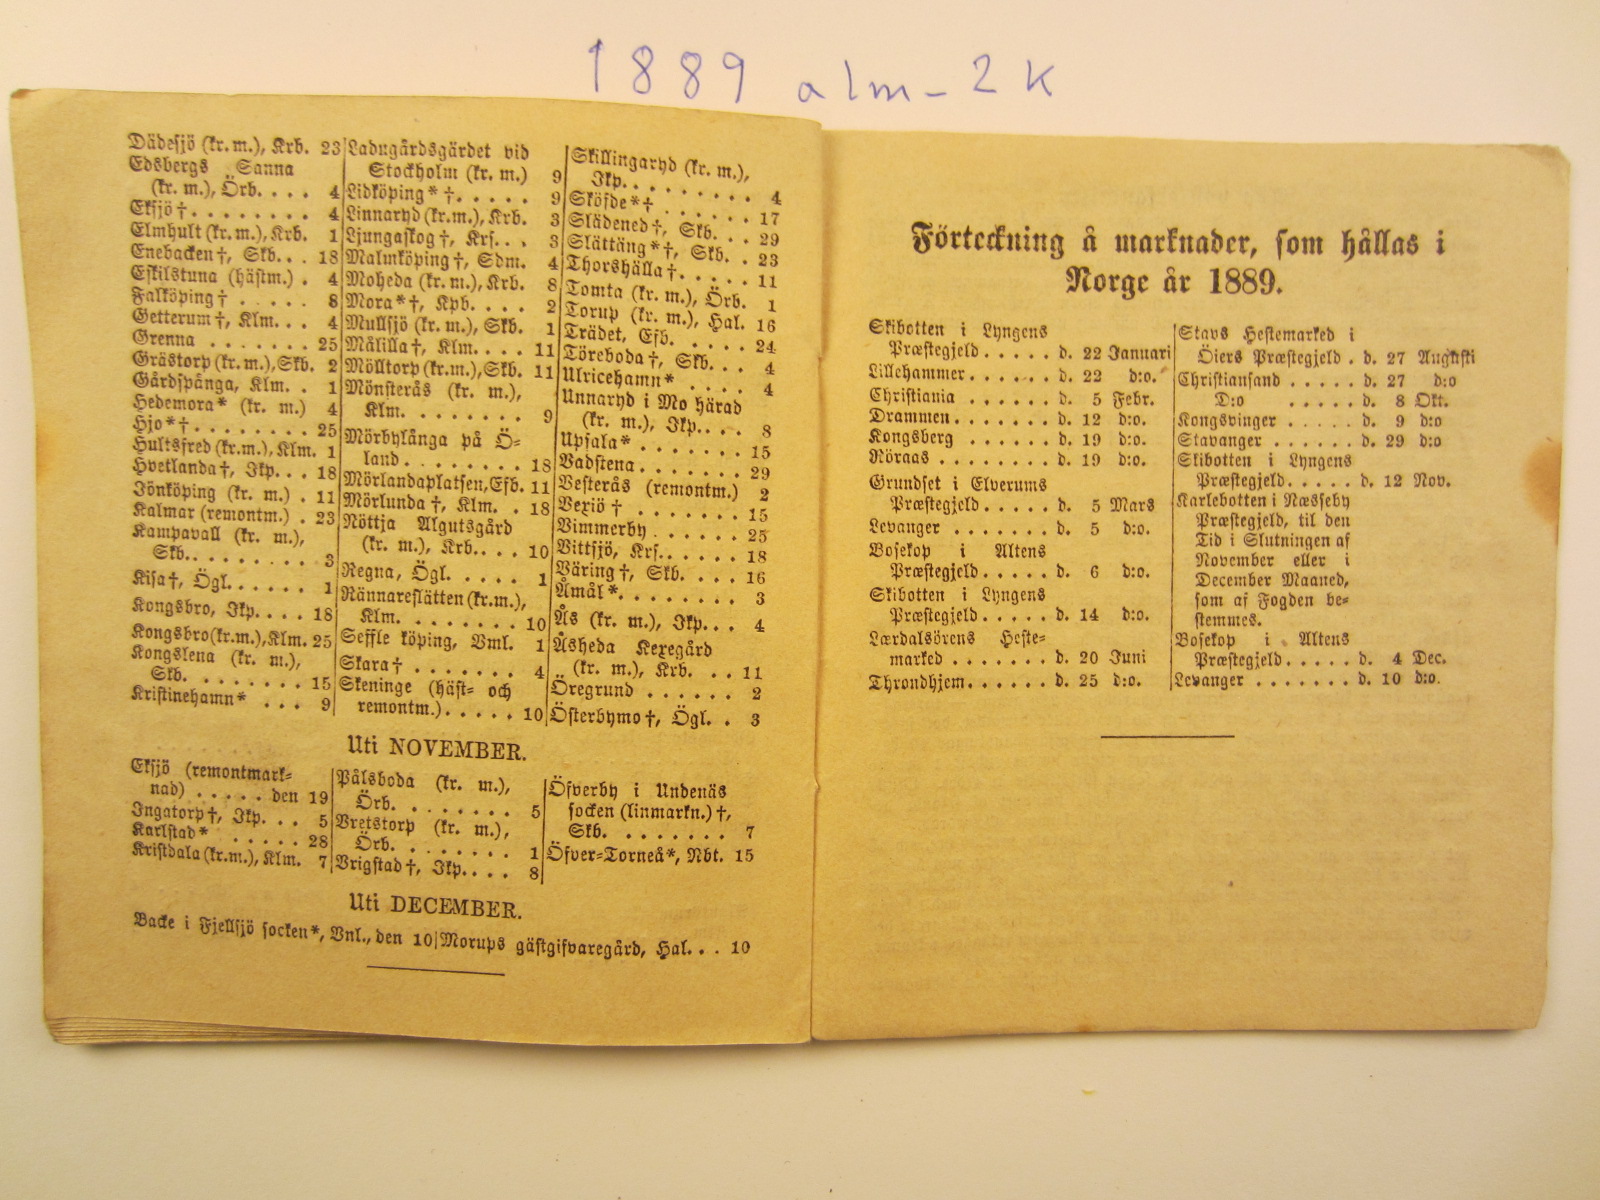 1889 alm-2k
Dädesjö (kr. m.), Krb. 23
Edsbergs Sanna
(kr. m.), Örb. . . . 4
Eksjö † . . . . . . . . 4
Elmhult (kr. m.), Krb. 1
Enebacken †, Skb. . . 18
Eskilstuna (hästm.) . 4
Falköping † . . . . . 8
Getterum †, Klm. . . 4
Grenna . . . . . . . 25
Grästorp (kr. m.), Skb. 2
Gårdspånga, Klm. . 1
Hedemora * (kr. m.) 4
Hjo * † . . . . . . . . 25
Hultsfred (kr. m.), Klm. 1
Hvetlanda †, Jkp. . . 18
Jönköping (kr. m.) . 11
Kalmar (remontm.) . 23
Kampavall (kr. m.),
Skb. . . . . . . . . 3
Kisa †, Ögl. . . . . . 1
Kongsbro, Jkp. . . . 18
Kongsbro (kr. m.), Klm. 25
Kongslena (kr. m.),
Skb. . . . . . . . 15
Kristinehamn * . . . 9
Ladugårdsgärdet vid
Stockholm (kr. m.) 9
Lidköping * † . . . . . 9
Linnaryd (kr. m.), Krb. 3
Ljungaskog †, Krs. . . 3
Malmköping †, Sdm. 4
Moheda (kr. m.), Krb. 8
Mora * †, Kpb. . . . 2
Mullsjö (kr. m.), Skb. 1
Målilla †, Klm. . . . 11
Mölltorp (kr. m.), Skb. 11
Mönsterås (kr. m.),
Klm. . . . . . . . 9
Mörbylånga på Ö-
land . . . . . . . . 18
Mörlandaplatsen, Efb. 11
Mörlunda †, Klm. . 18
Nöttja Algutsgård
(kr. m.), Krb. . . . 10
Regna, Ögl. . . . . 1
Rännareslätten (kr. m.),
Klm. . . . . . . . 10
Seffle köping, Vml. 1
Skara † . . . . . . . 4
Skeninge (häst- och
remontm.) . . . . . 10
Skillingaryd (kr. m.),
Jkp. . . . . . . . . 4
Sköfde * † . . . . . . 17
Slädened †, Skb. . . 29
Slättäng * †, Skb. . 23
Thorshälla † . . . . . 11
Tomta (kr. m.), Örb. 1
Torup (kr. m.), Hal. 16
Trädet, Efb. . . . . 24
Töreboda †, Skb. . . 4
Ulricehamn * . . . . 4
Unnaryd i Mo härad
(kr. m.), Jkp. . . . 8
Upsala * . . . . . . . 15
Vadstena . . . . . . . 29
Vesterås (remontm.) 2
Vexiö † . . . . . . . 15
Vimmerby . . . . . . 25
Vittsjö, Krs. . . . . 18
Väring †, Skb. . . . 16
Åmål * . . . . . . . . 3
Ås (kr. m.), Jkp. . . 4
Åsheda Kexegård
(kr. m.), Krb. . . 11
Öregrund . . . . . . 2
Österbymo †, Ögl. . 3
Uti NOVEMBER.
Eksjö (remontmark-
nad) . . . . . den 19
Ingatorp †, Jkp. . . 5
Karlstad * . . . . . 28
Kristdala (kr. m.), Klm. 7
Pålsboda (kr. m.),
Örb. . . . . . . . 5
Vretstorp (kr. m.),
Örb. . . . . . . . 1
Vrigstad †, Jkp. . . . 8
Öfverby i Undenäs
socken (linmarkn.) †,
Skb. . . . . . . . 7
Öfver-Torneå *, Nbt. 15
Uti DECEMBER.
Backe i Fjellsjö socken *, Vnl., den 10
Morups gästgifvaregård, Hal. . . 10
Förteckning å marknader, som hållas i
Norge år 1889.
Skibotten i Lyngens
Præstegjeld . . . . . d. 22 Januari
Lillehammer . . . . . . d. 22 d:o.
Christiania . . . . . . d. 5 Febr.
Drammen . . . . . . . d. 12 d:o.
Kongsberg . . . . . . d. 19 d:o.
Röraas . . . . . . . . d. 19 d:o.
Grundset i Elverums
Præstegjeld . . . . . d. 5 Mars
Levanger . . . . . . . d. 5 d:o.
Bosekop i Altens
Præstegjeld . . . . . d. 6 d:o.
Skibotten i Lyngens
Præstegjeld . . . . . d. 14 d:o.
Lærdalsörens Heste-
marked . . . . . . . d. 20 Juni
Throndhjem . . . . . . . d. 25 d:o.
Stavs Hestemarked i
Öiers Præstegjeld . d. 27 Augusti
Christiansand . . . . . d. 27 d:o
D:o . . . . . d. 8 Okt.
Kongsvinger . . . . . d. 9 d:o
Stavanger . . . . . . . d. 29 d:o
Skibotten i Lyngens
Præstegjeld . . . . . d. 12 Nov.
Karlebotten i Næsseby
Præstegjeld, til den
Tid i Slutningen af
November eller i
December Maaned,
som af Fogden be-
stemmes.
Bosekop i Altens
Præstegjeld . . . . . d. 4 Dec.
Levanger . . . . . . . d. 10 d:o.